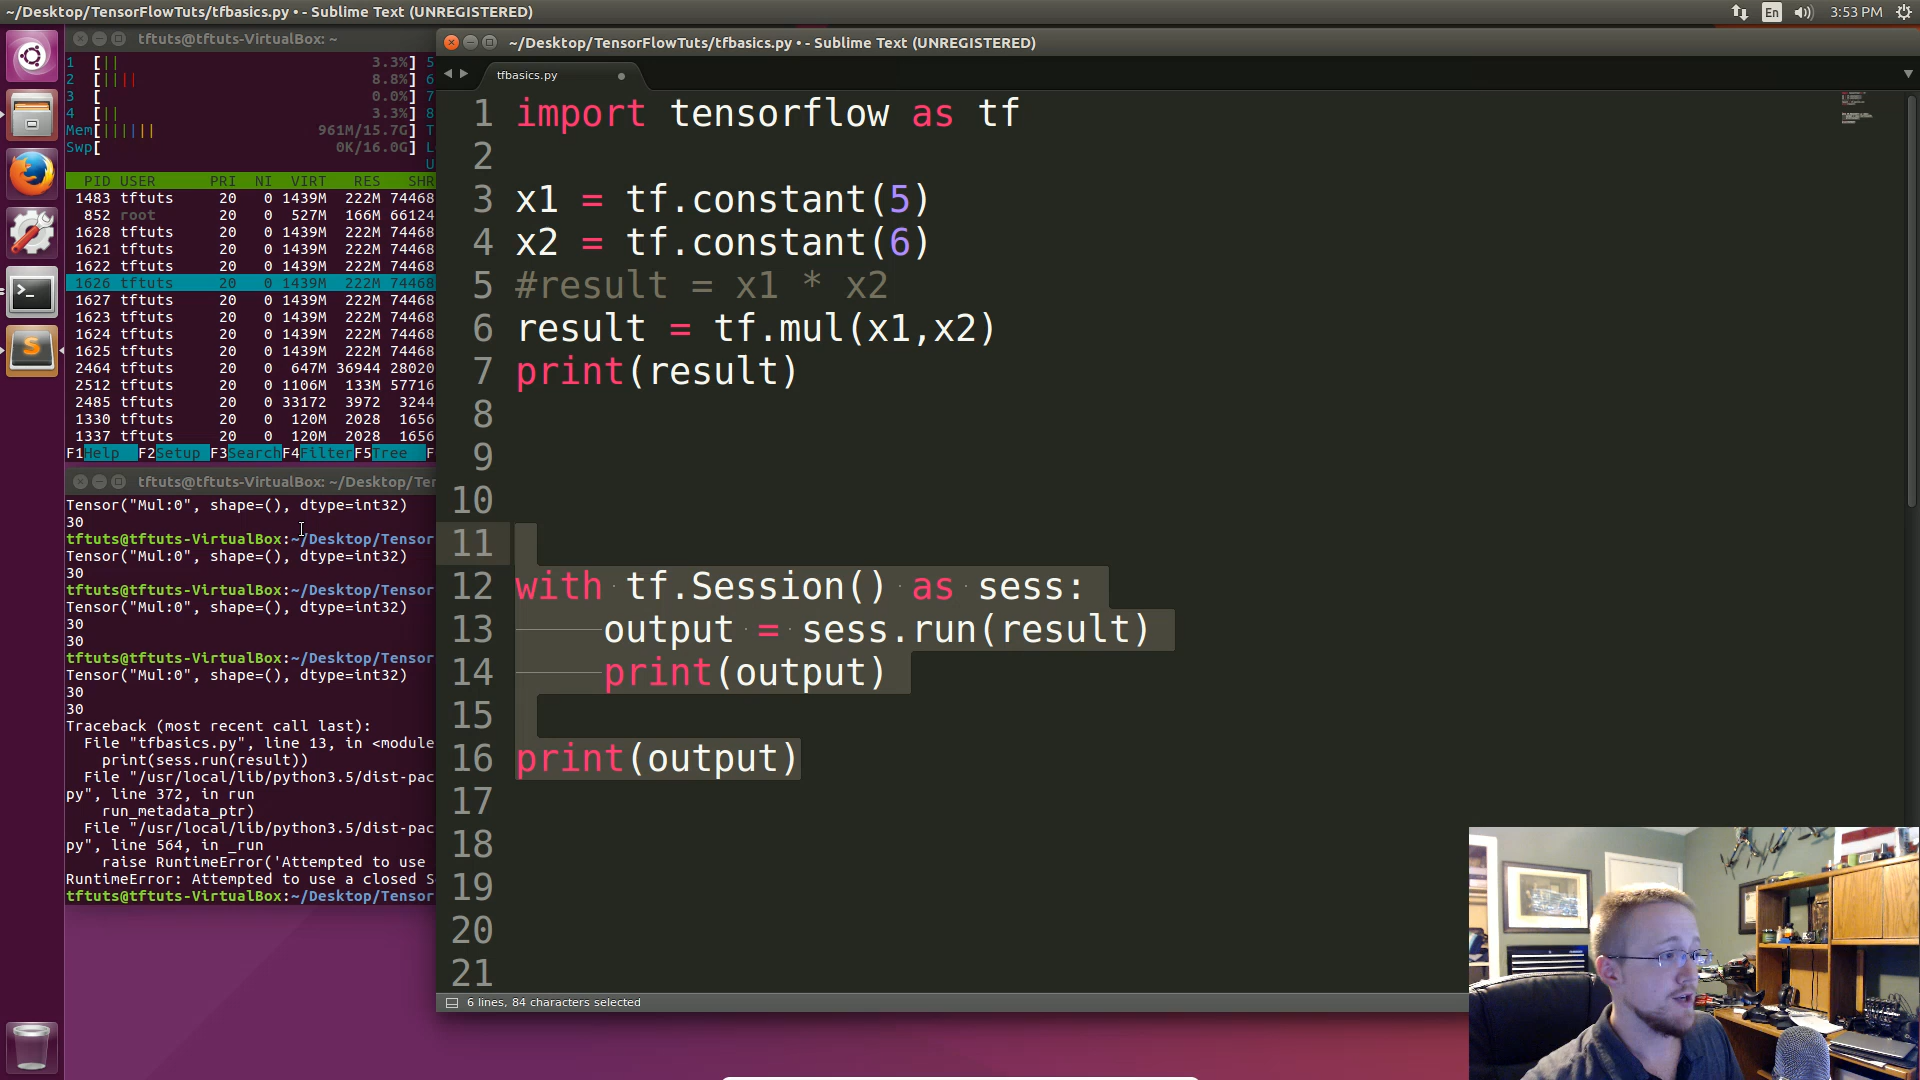 ~/Desktop/TensorFlowTuts/tfbasics.py • - Sublime Text (UNREGISTERED)
En
3:53 PM
tftuts@tftuts-VirtualBox: ~
1 [|| 3.3%] 5
2 [|||| 8.8%] 6
3 [ 0.0%] 7
4 [|| 3.3%] 8
Mem[|||||| 961M/15.7G] T
Swp[ 0K/16.0G] L
U
PID USER PRI NI VIRT RES SHR
1483 tftuts 20 0 1439M 222M 74468
852 root 20 0 527M 166M 66124
1628 tftuts 20 0 1439M 222M 74468
1621 tftuts 20 0 1439M 222M 74468
1622 tftuts 20 0 1439M 222M 74468
1626 tftuts 20 0 1439M 222M 74468
1627 tftuts 20 0 1439M 222M 74468
1623 tftuts 20 0 1439M 222M 74468
1624 tftuts 20 0 1439M 222M 74468
1625 tftuts 20 0 1439M 222M 74468
2464 tftuts 20 0 647M 36944 28020
2512 tftuts 20 0 1106M 133M 57716
2485 tftuts 20 0 33172 3972 3244
1330 tftuts 20 0 120M 2028 1656
1337 tftuts 20 0 120M 2028 1656
F1Help F2Setup F3SearchF4FilterF5Tree F
tftuts@tftuts-VirtualBox: ~/Desktop/Ten
Tensor("Mul:0", shape=(), dtype=int32)
30
tftuts@tftuts-VirtualBox:~/Desktop/Tensor
Tensor("Mul:0", shape=(), dtype=int32)
30
tftuts@tftuts-VirtualBox:~/Desktop/Tensor
Tensor("Mul:0", shape=(), dtype=int32)
30
30
tftuts@tftuts-VirtualBox:~/Desktop/Tensor
Tensor("Mul:0", shape=(), dtype=int32)
30
30
Traceback (most recent call last):
File "tfbasics.py", line 13, in <module
print(sess.run(result))
File "/usr/local/lib/python3.5/dist-pac
py", line 372, in run
run_metadata_ptr)
File "/usr/local/lib/python3.5/dist-pac
py", line 564, in _run
raise RuntimeError('Attempted to use
RuntimeError: Attempted to use a closed S
tftuts@tftuts-VirtualBox:~/Desktop/Tensor
~/Desktop/TensorFlowTuts/tfbasics.py • - Sublime Text (UNREGISTERED)
tfbasics.py
1 import tensorflow as tf
2
3 x1 = tf.constant(5)
4 x2 = tf.constant(6)
5 #result = x1 * x2
6 result = tf.mul(x1,x2)
7 print(result)
8
9
10
11
12 with tf.Session() as sess:
13 output = sess.run(result)
14 print(output)
15
16 print(output)
17
18
19
20
21
6 lines, 84 characters selected